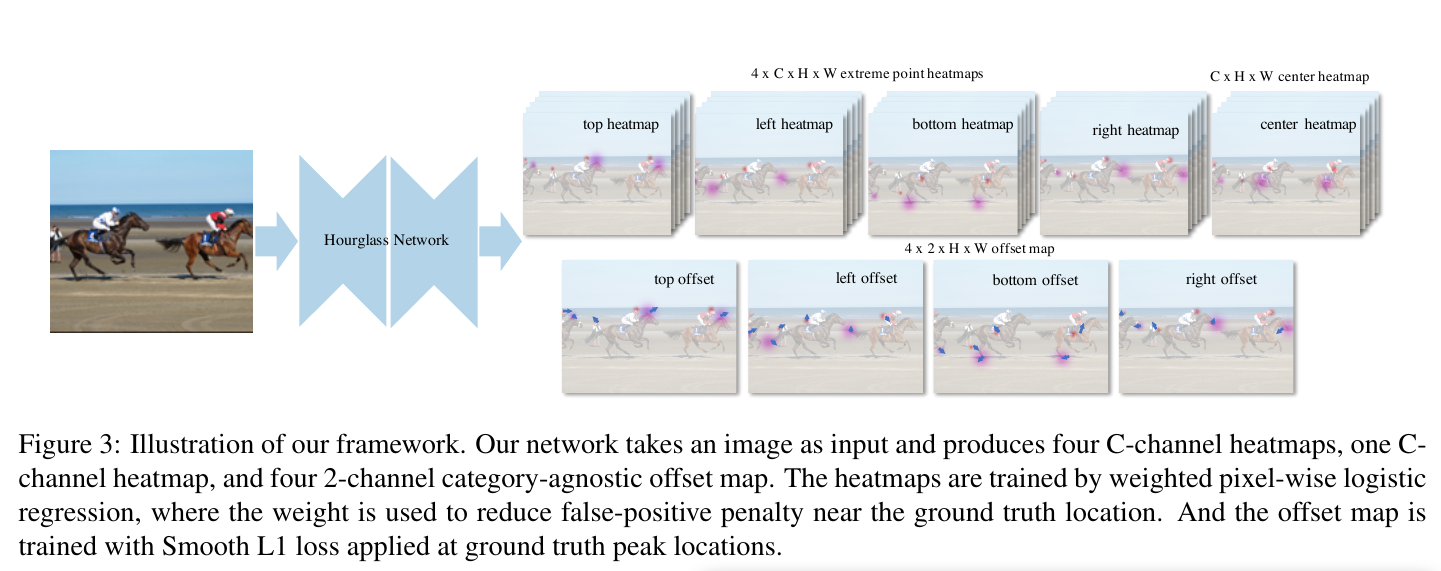 4 x C x H x W extreme point heatmaps
C x H x W center heatmap
top heatmap
left heatmap
bottom heatmap
right heatmap
center heatmap
Hourglass Network
4 x 2 x H x W offset map
top offset
left offset
bottom offset
right offset
Figure 3: Illustration of our framework. Our network takes an image as input and produces four C-channel heatmaps, one C-
channel heatmap, and four 2-channel category-agnostic offset map. The heatmaps are trained by weighted pixel-wise logistic
regression, where the weight is used to reduce false-positive penalty near the ground truth location. And the offset map is
trained with Smooth L1 loss applied at ground truth peak locations.